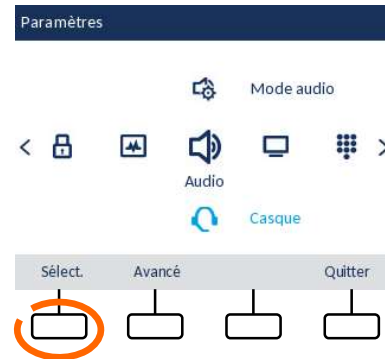 Paramètres
Mode audio
Audio
Casque
Sélect. Avancé Quitter